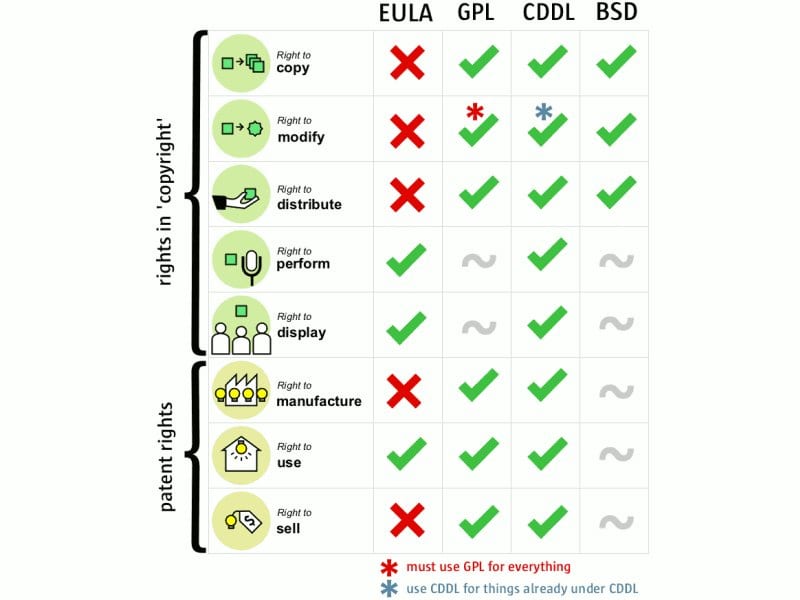 EULA GPL CDDL BSD
rights in 'copyright'
Right to
copy
Right to
modify
Right to
distribute
Right to
perform
Right to
display
patent rights
Right to
manufacture
Right to
use
Right to
sell
* must use GPL for everything
* use CDDL for things already under CDDL